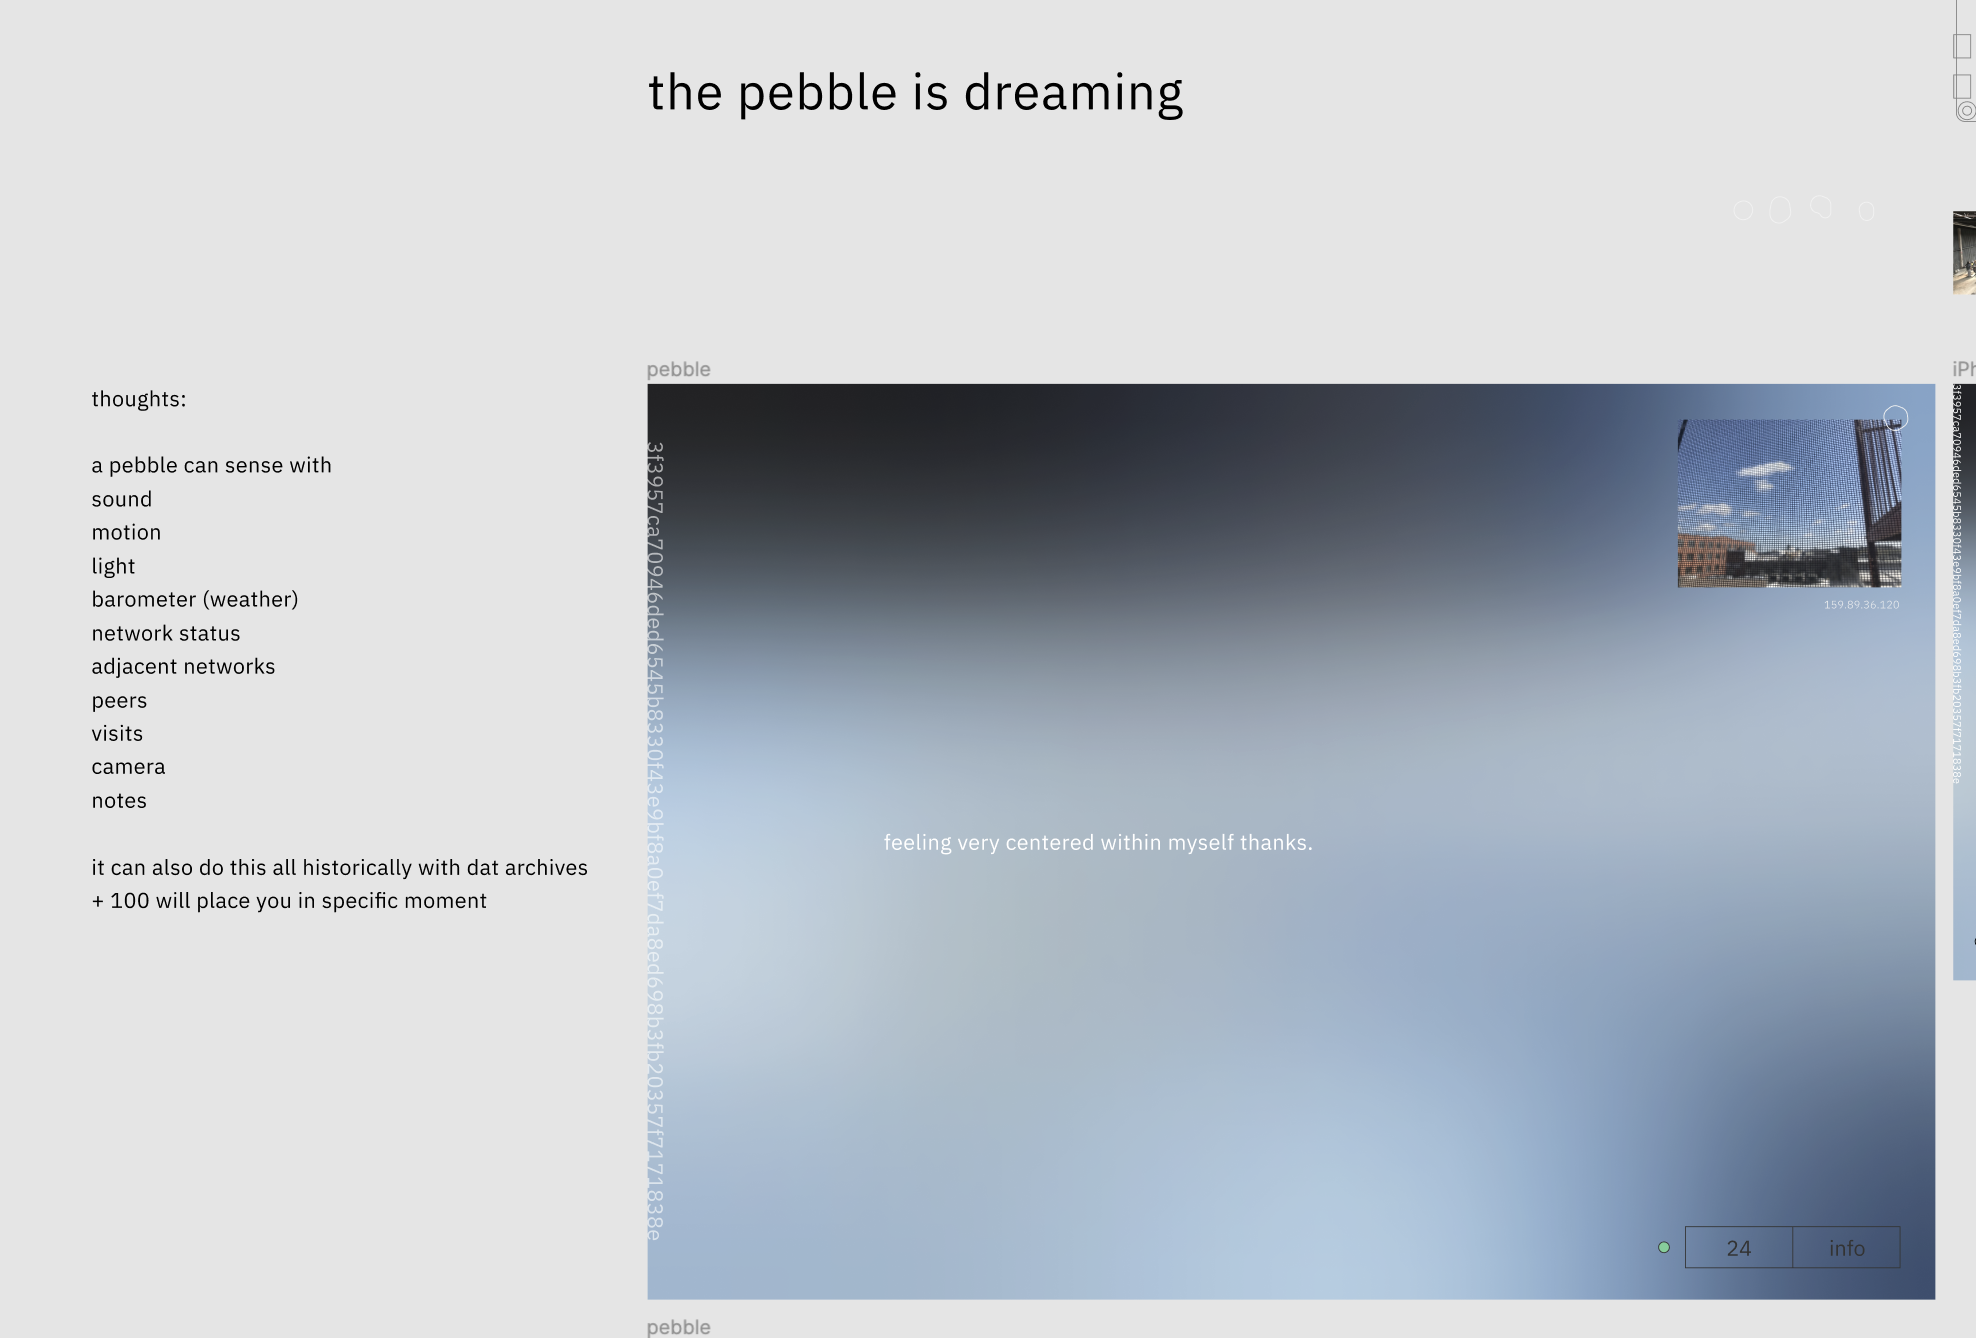 the pebble is dreaming
thoughts:
a pebble can sense with
sound
motion
light
barometer (weather)
network status
adjacent networks
peers
visits
camera
notes
it can also do this all historically with dat archives
+ 100 will place you in specific moment
pebble
3f3957ca70946ded6545b8330f43e9bf8a0ef7da8ed698b3fb20357f7171838e
159.89.36.120
feeling very centered within myself thanks.
24
info
pebble
iPh
3f3957ca70946ded6545b8330f43e9bf8a0ef7da8ed698b3fb20357f7171838e